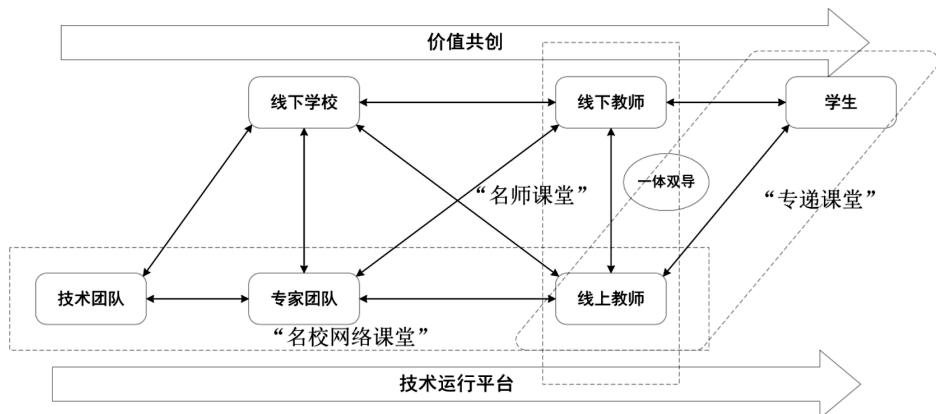 价值共创
线下学校
线下教师
学生
一体双导
“名师课堂”
“专递课堂”
技术团队
专家团队
线上教师
“名校网络课堂”
技术运行平台